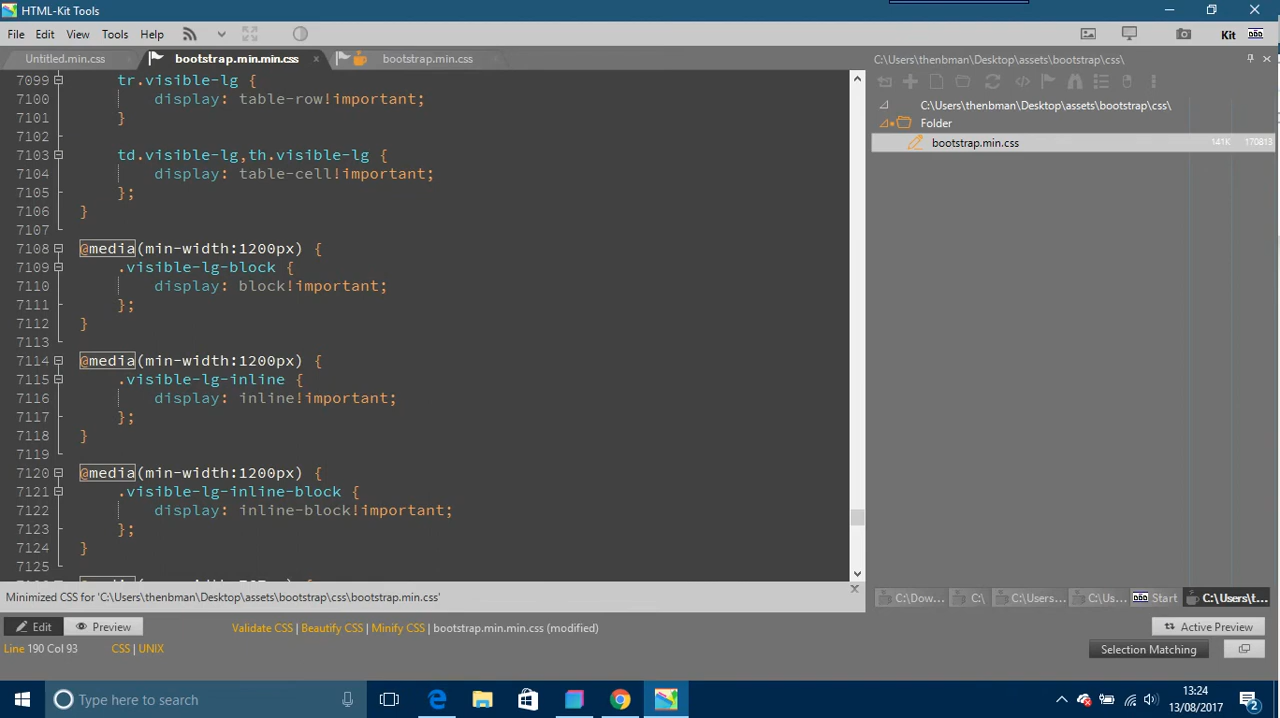 HTML-Kit Tools
File Edit View Tools Help Kit
Untitled.min.css bootstrap.min.min.css × bootstrap.min.css
C:\Users\thenbman\Desktop\assets\bootstrap\css\
7099 tr.visible-lg {
7100 display: table-row!important;
7101 }
7102
7103 td.visible-lg,th.visible-lg {
7104 display: table-cell!important;
7105 };
7106 }
7107
7108 @media(min-width:1200px) {
7109 .visible-lg-block {
7110 display: block!important;
7111 };
7112 }
7113
7114 @media(min-width:1200px) {
7115 .visible-lg-inline {
7116 display: inline!important;
7117 };
7118 }
7119
7120 @media(min-width:1200px) {
7121 .visible-lg-inline-block {
7122 display: inline-block!important;
7123 };
7124 }
7125
C:\Users\thenbman\Desktop\assets\bootstrap\css\
Folder
bootstrap.min.css 141K 170813
Minimized CSS for 'C:\Users\thenbman\Desktop\assets\bootstrap\css\bootstrap.min.css'
C:\Dow... C:\ C:\Users... C:\Us... Start C:\Users\t...
Edit Preview Validate CSS | Beautify CSS | Minify CSS | bootstrap.min.min.css (modified) Active Preview
Line 190 Col 93 CSS | UNIX Selection Matching
Type here to search
13:24
13/08/2017
2